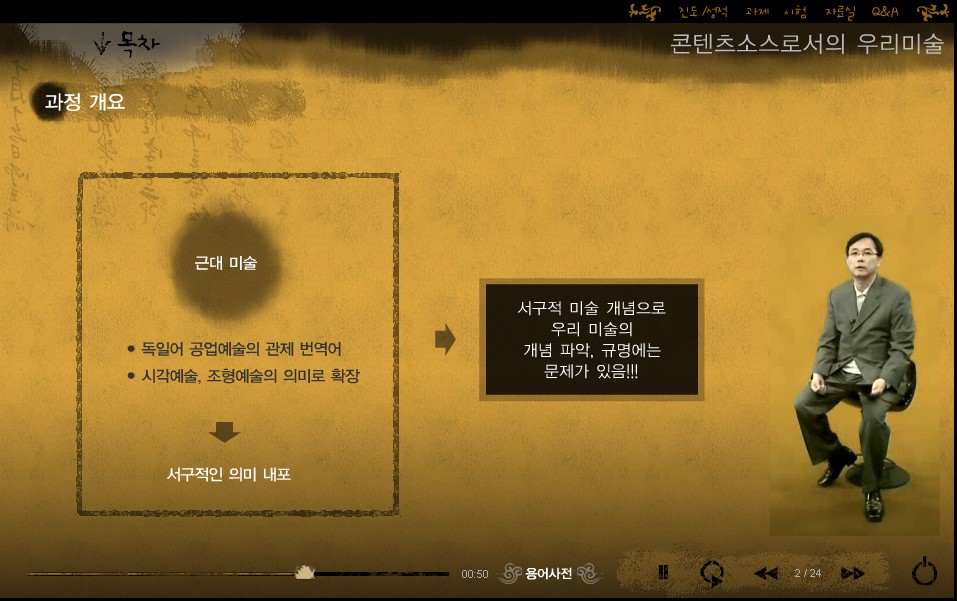 진도/성적 과제 시험 자료실 Q&A
목차
콘텐츠소스로서의 우리미술
과정 개요
근대 미술
• 독일어 공업예술의 관제 번역어
• 시각예술, 조형예술의 의미로 확장
서구적인 의미 내포
서구적 미술 개념으로
우리 미술의
개념 파악, 규명에는
문제가 있음!!!
00:50
용어사전
2 / 24